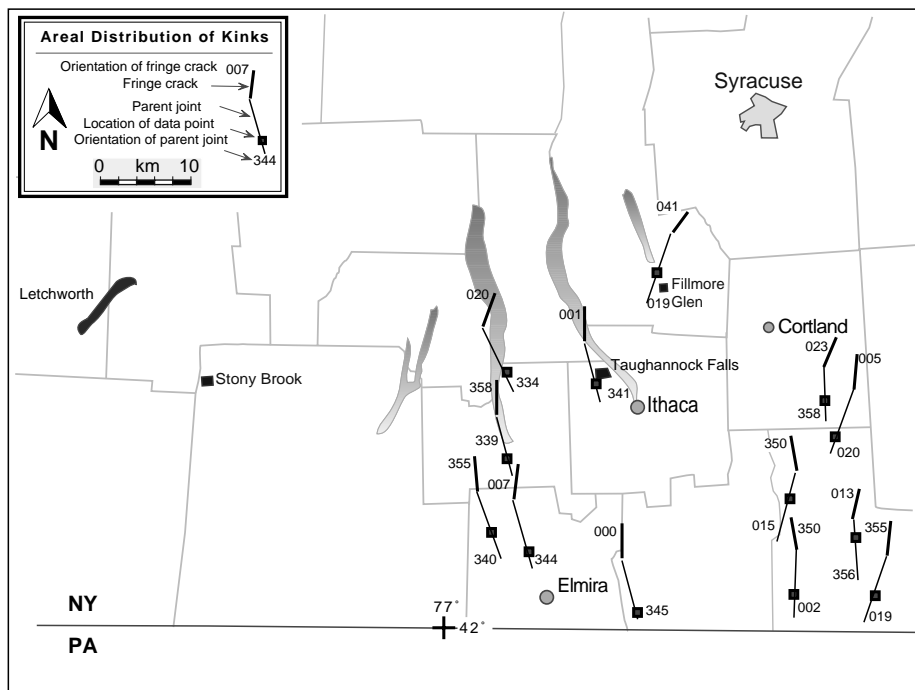 Areal Distribution of Kinks
Orientation of fringe crack
007
Fringe crack
Parent joint
Location of data point
Orientation of parent joint
344
N
0 km 10
Syracuse
041
Letchworth
019
Fillmore
Glen
020
001
Cortland
023
005
Stony Brook
358
334
Taughannock Falls
341
Ithaca
358
339
350
020
355
007
013
015
350
355
000
340
344
356
Elmira
002
345
019
NY
77°
42°
PA